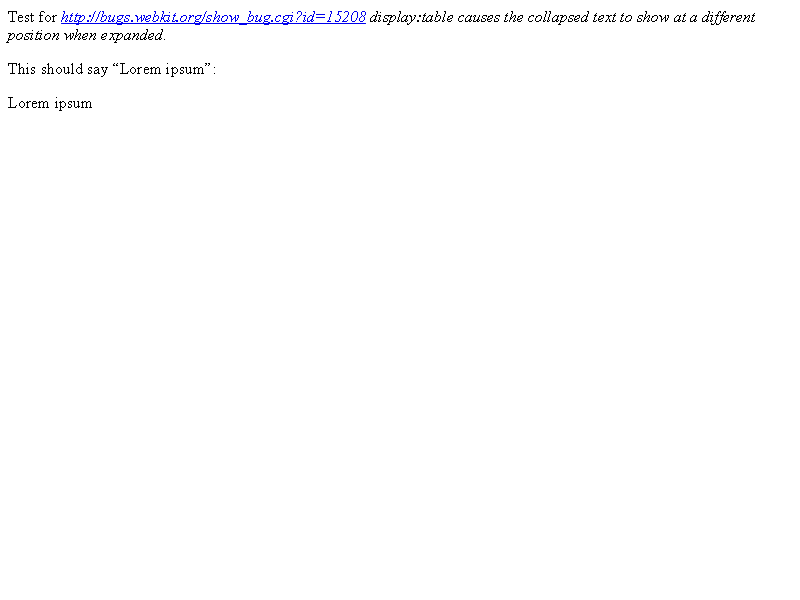 Test for http://bugs.webkit.org/show_bug.cgi?id=15208 display:table causes the collapsed text to show at a different
position when expanded.
This should say “Lorem ipsum”:
Lorem ipsum